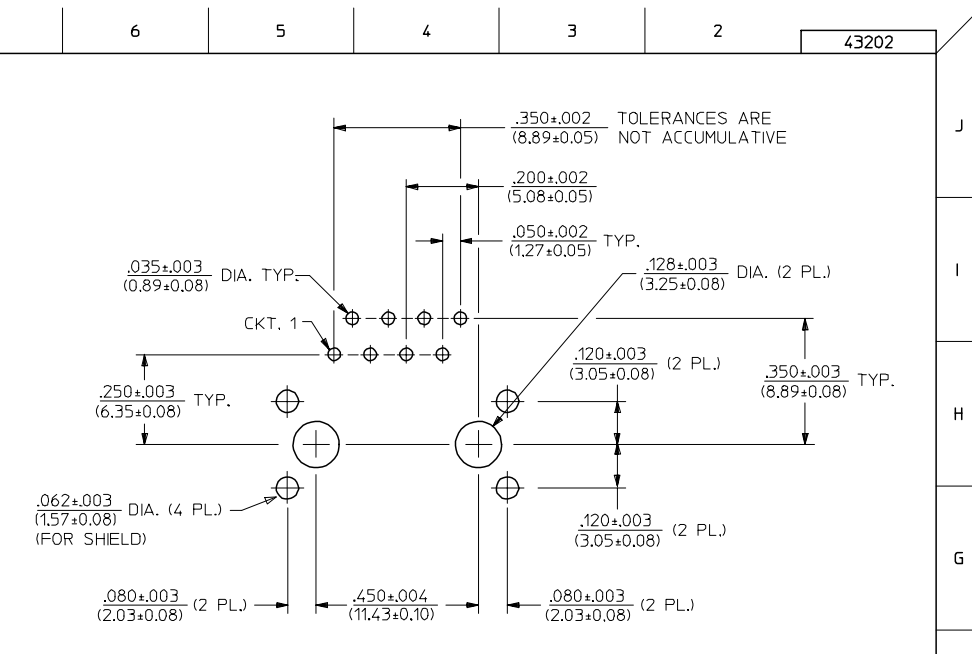 6 5 4 3 2 43202
J
.350±.002 TOLERANCES ARE
(8.89±0.05) NOT ACCUMULATIVE
.200±.002
(5.08±0.05)
.050±.002 TYP.
(1.27±0.05)
I
.035±.003 DIA. TYP.
(0.89±0.08)
.128±.003 DIA. (2 PL.)
(3.25±0.08)
CKT. 1
.120±.003 (2 PL.)
(3.05±0.08)
.350±.003 TYP.
(8.89±0.08)
.250±.003 TYP.
(6.35±0.08)
H
.062±.003 DIA. (4 PL.)
(1.57±0.08)
(FOR SHIELD)
.120±.003 (2 PL.)
(3.05±0.08)
G
.080±.003 (2 PL.)
(2.03±0.08)
.450±.004
(11.43±0.10)
.080±.003 (2 PL.)
(2.03±0.08)